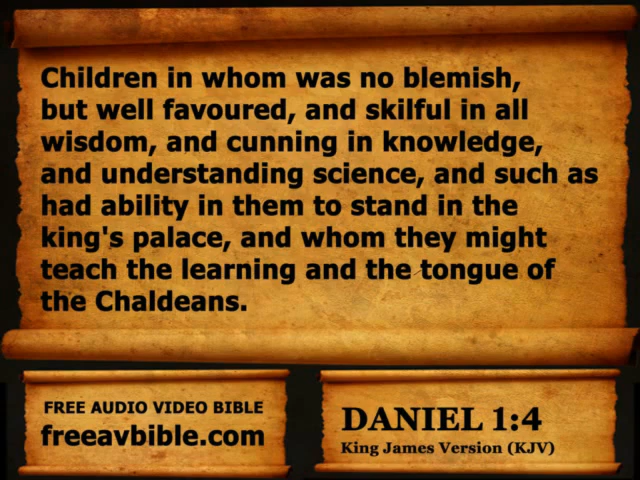 Children in whom was no blemish,
but well favoured, and skilful in all
wisdom, and cunning in knowledge,
and understanding science, and such as
had ability in them to stand in the
king's palace, and whom they might
teach the learning and the tongue of
the Chaldeans.
FREE AUDIO VIDEO BIBLE
freeavbible.com
DANIEL 1:4
King James Version (KJV)